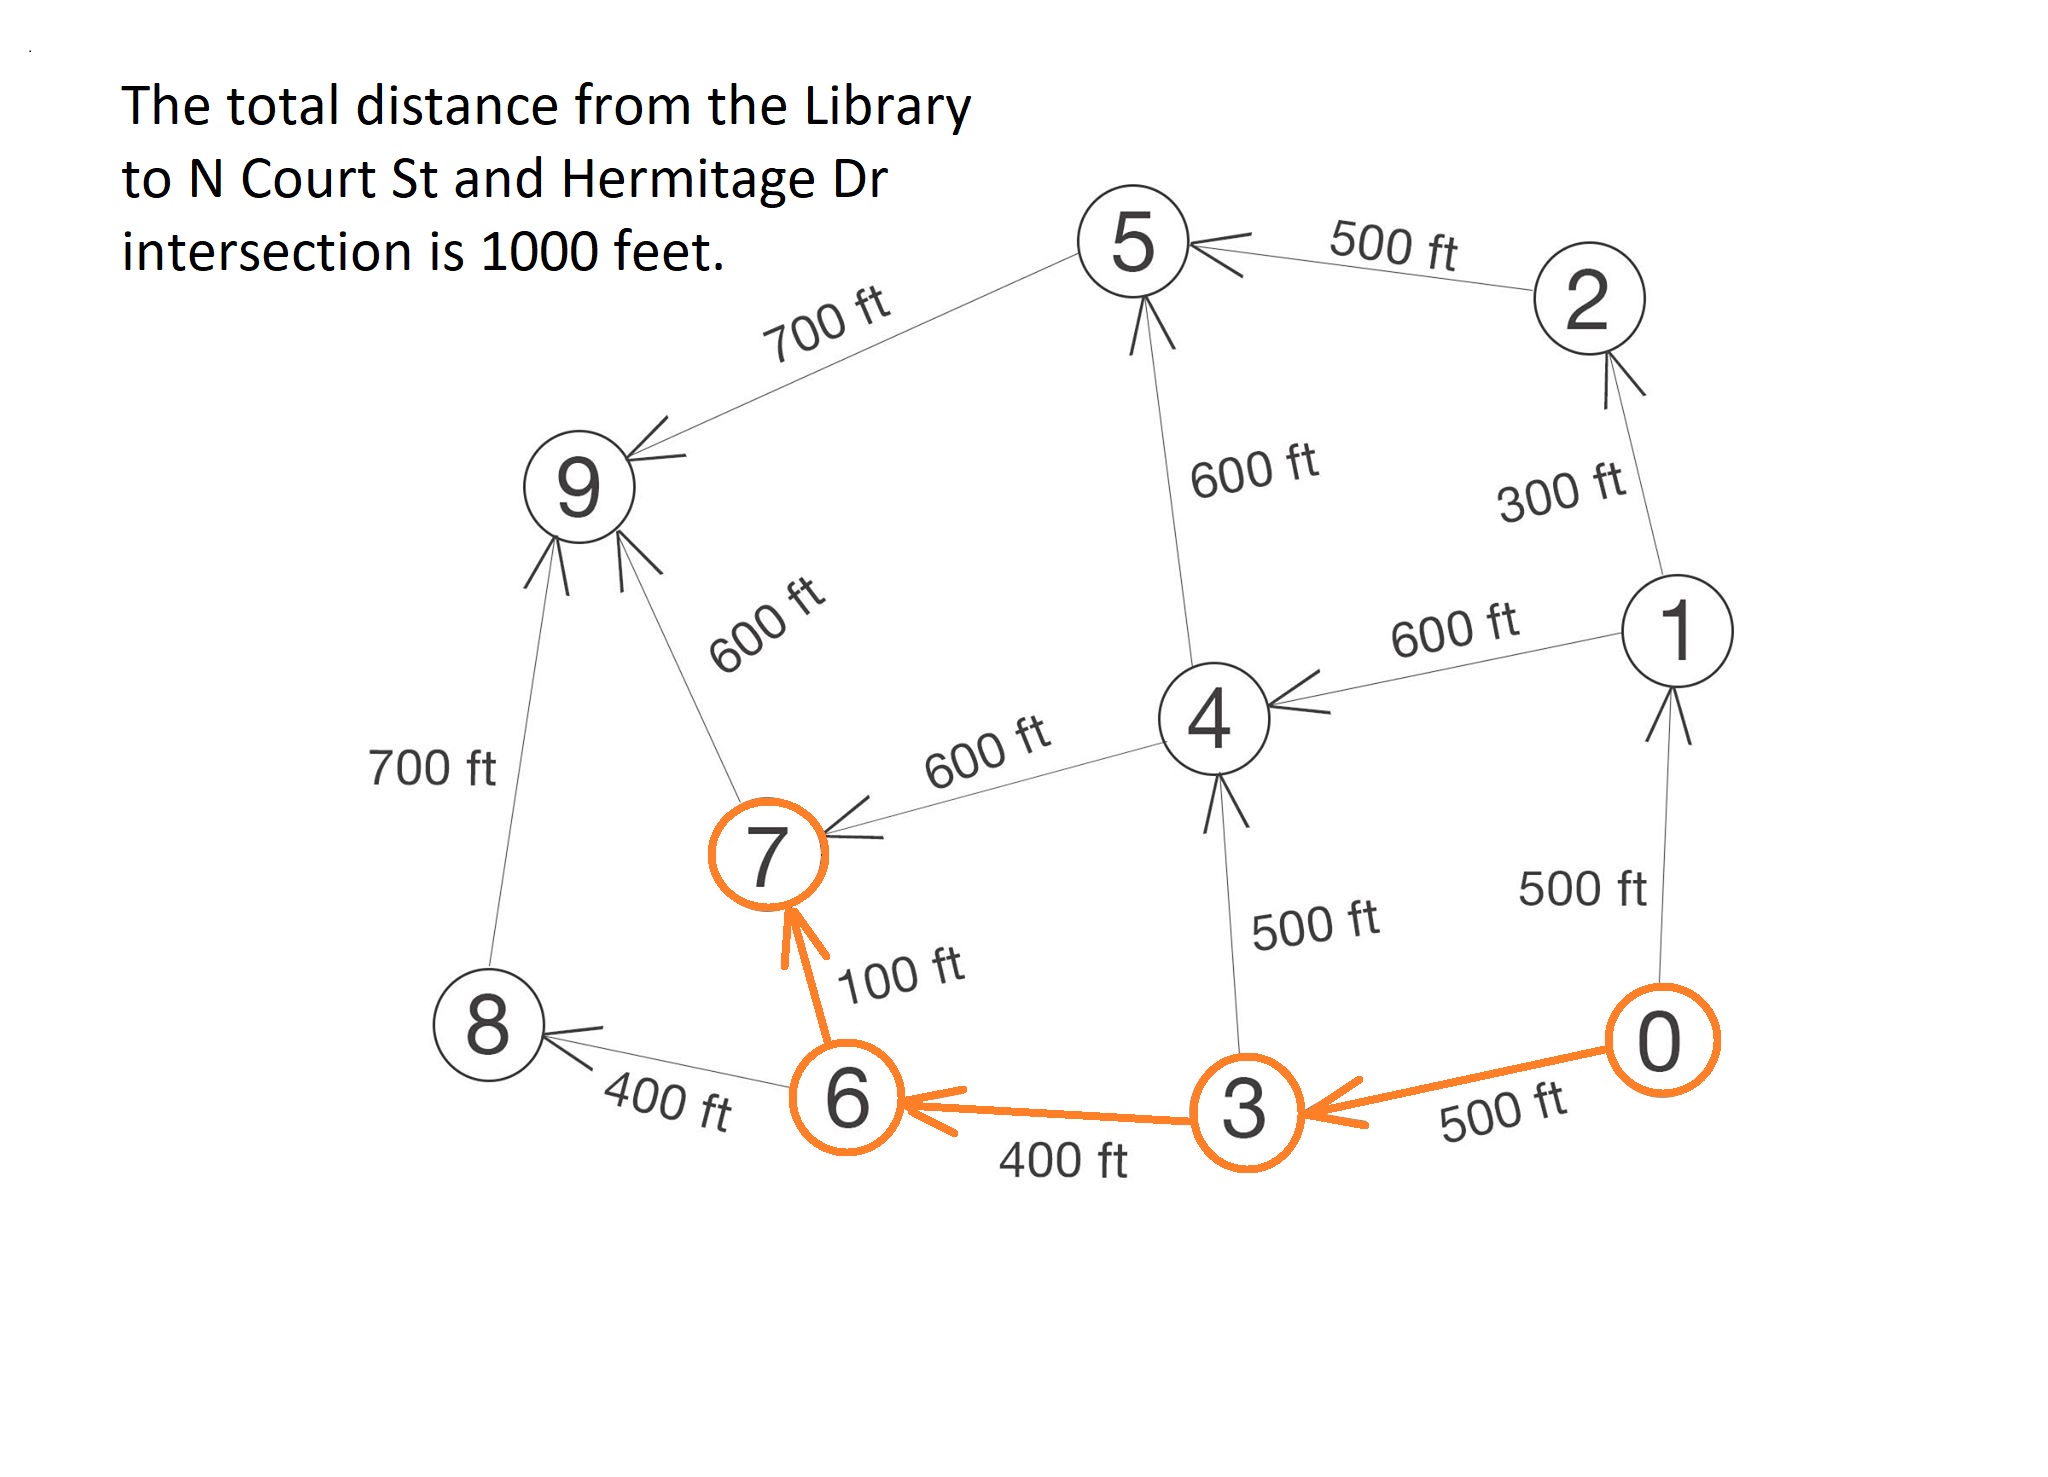 The total distance from the Library
to N Court St and Hermitage Dr
intersection is 1000 feet.
5
500 ft
2
700 ft
9
600 ft
300 ft
600 ft
600 ft
1
4
600 ft
700 ft
7
500 ft
500 ft
100 ft
8
0
400 ft
6
3
500 ft
400 ft